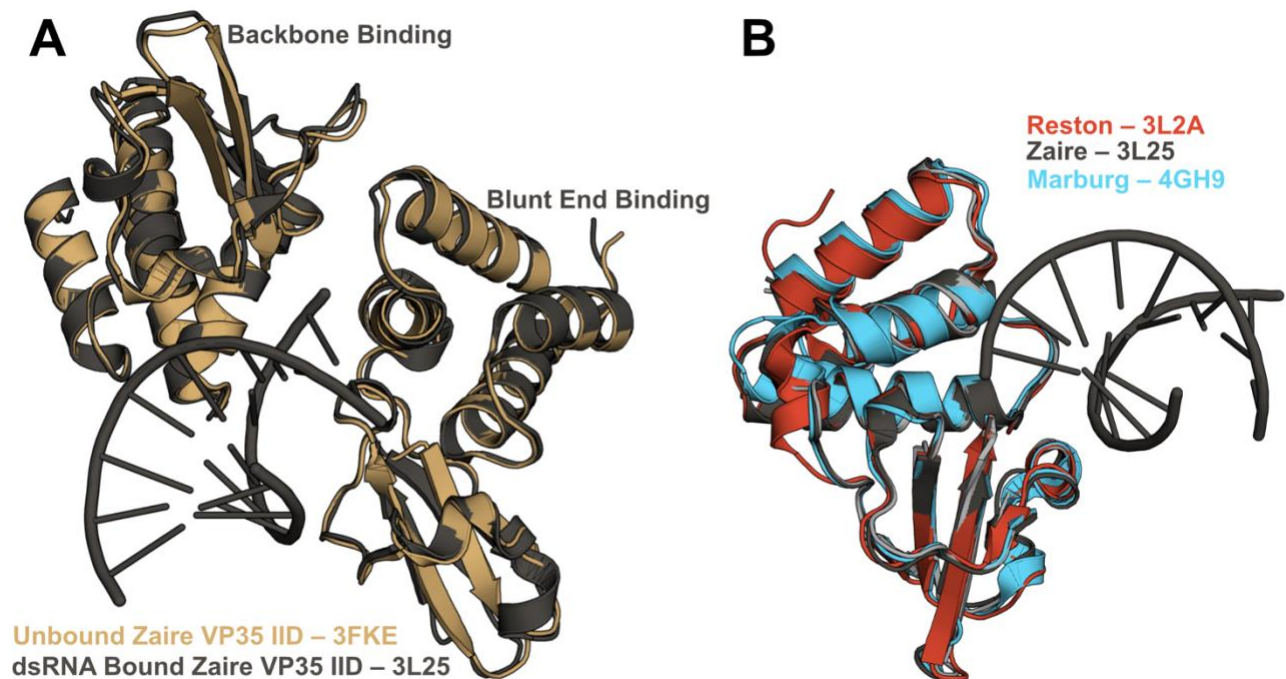 A
Backbone Binding
Blunt End Binding
Unbound Zaire VP35 IID – 3FKE
dsRNA Bound Zaire VP35 IID – 3L25
B
Reston – 3L2A
Zaire – 3L25
Marburg – 4GH9